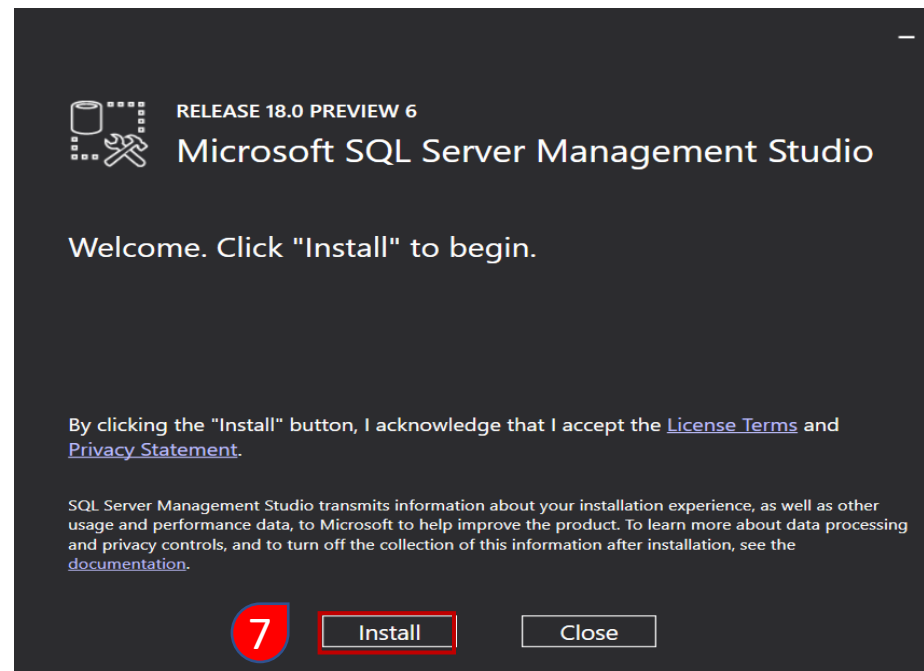 RELEASE 18.0 PREVIEW 6
Microsoft SQL Server Management Studio
Welcome. Click "Install" to begin.
By clicking the "Install" button, I acknowledge that I accept the License Terms and
Privacy Statement.
SQL Server Management Studio transmits information about your installation experience, as well as other
usage and performance data, to Microsoft to help improve the product. To learn more about data processing
and privacy controls, and to turn off the collection of this information after installation, see the
documentation.
7 Install Close